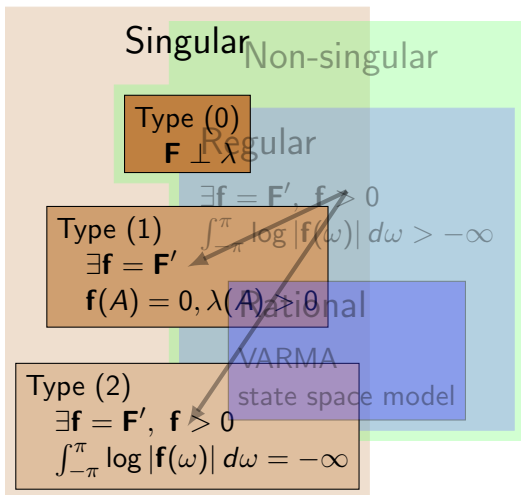 Singular
Non-singular
Type (0)
F ⊥ λ
Regular
∃f = F′, f > 0
∫_{-π}^{π} log |f(ω)| dω > −∞
Type (1)
∃f = F′
f(A) = 0, λ(A) > 0
Rational
VARMA
state space model
Type (2)
∃f = F′, f > 0
∫_{-π}^{π} log |f(ω)| dω = −∞